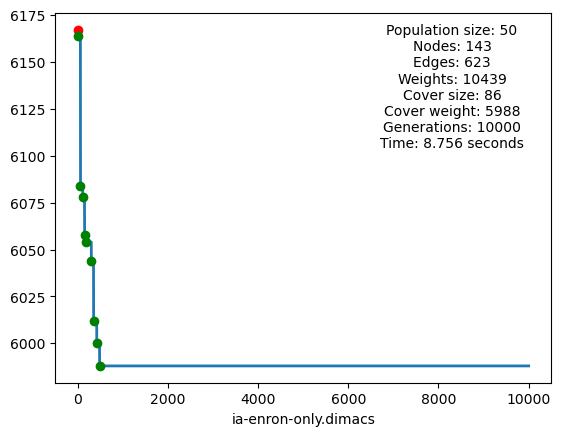 Population size: 50
Nodes: 143
Edges: 623
Weights: 10439
Cover size: 86
Cover weight: 5988
Generations: 10000
Time: 8.756 seconds
6175
6150
6125
6100
6075
6050
6025
6000
0 2000 4000 6000 8000 10000
ia-enron-only.dimacs